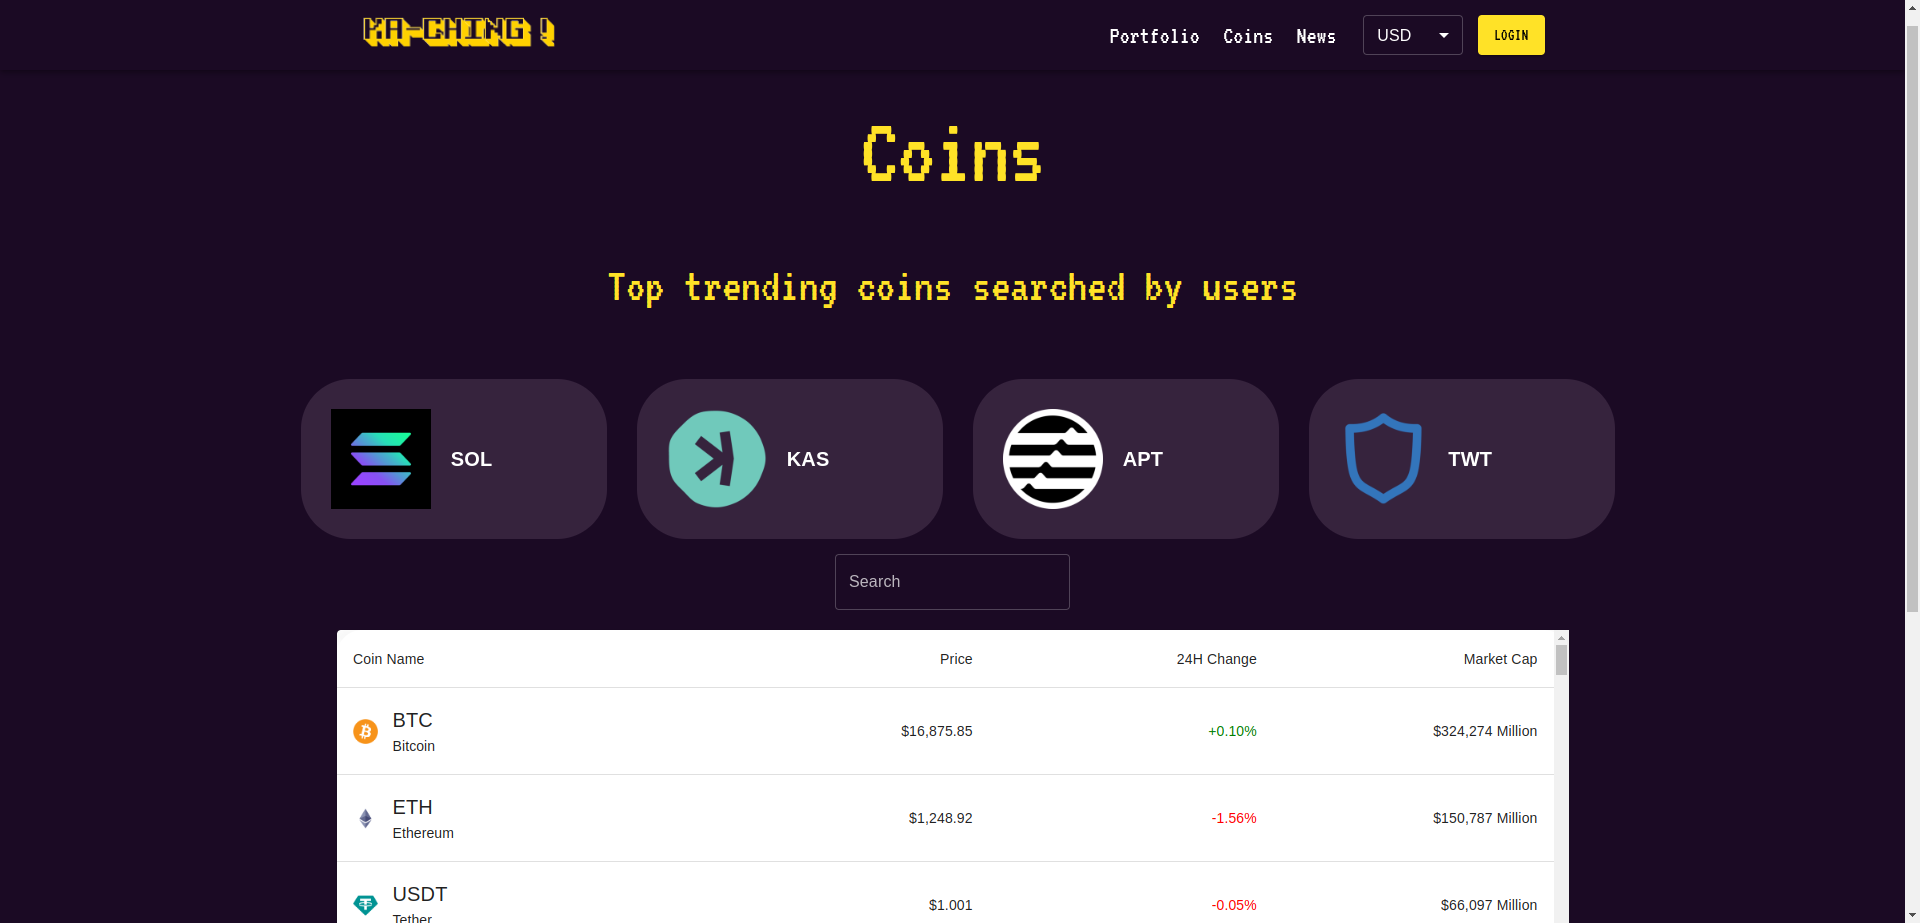 KA-CHING !
Portfolio Coins News USD LOGIN
Coins
Top trending coins searched by users
SOL KAS APT TWT
Search
Coin Name Price 24H Change Market Cap
BTC
Bitcoin $16,875.85 +0.10% $324,274 Million
ETH
Ethereum $1,248.92 -1.56% $150,787 Million
USDT
Tether $1.001 -0.05% $66,097 Million